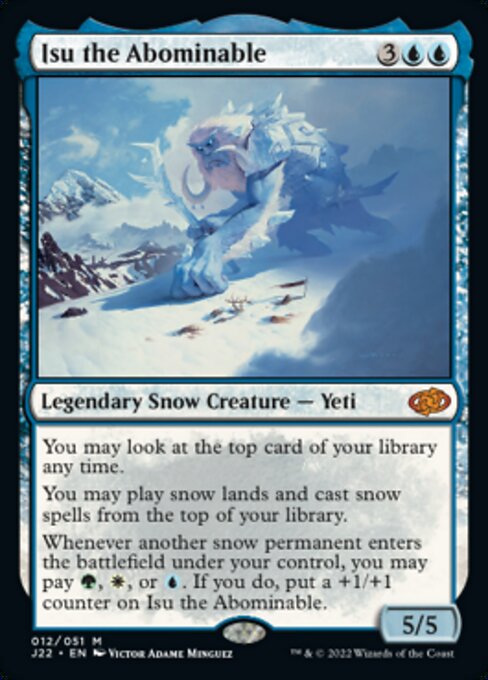 Isu the Abominable 3
Legendary Snow Creature — Yeti
You may look at the top card of your library
any time.
You may play snow lands and cast snow
spells from the top of your library.
Whenever another snow permanent enters
the battlefield under your control, you may
pay , , or . If you do, put a +1/+1
counter on Isu the Abominable.
5/5
012/051 M
J22 • EN Victor Adame Minguez
™ & © 2022 Wizards of the Coast